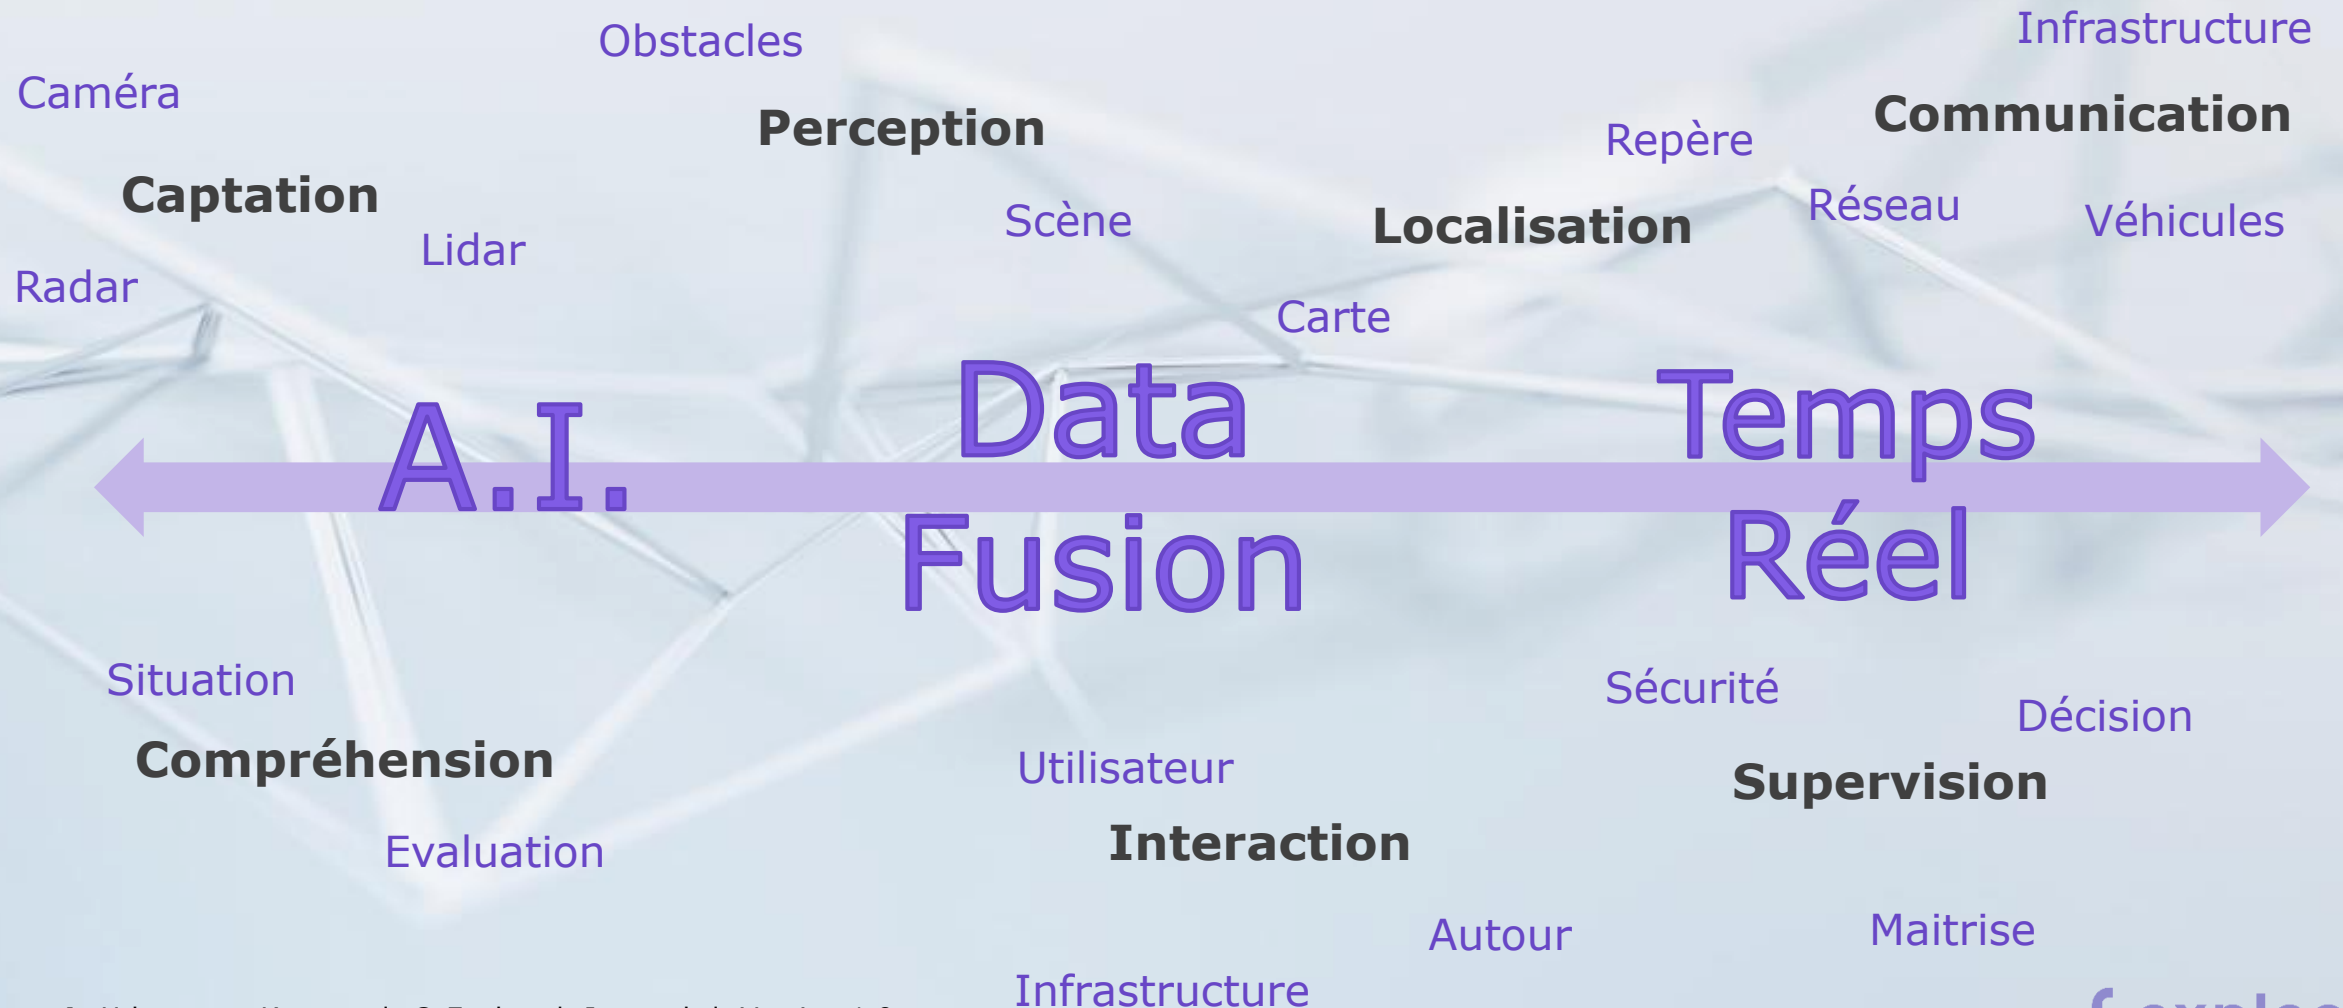 Infrastructure
Obstacles
Caméra
Communication
Perception
Repère
Captation
Réseau
Véhicules
Scène
Localisation
Lidar
Radar
Carte
A.I.
Data
Fusion
Temps
Réel
Situation
Sécurité
Décision
Compréhension
Utilisateur
Supervision
Evaluation
Interaction
Autour
Maitrise
Infrastructure